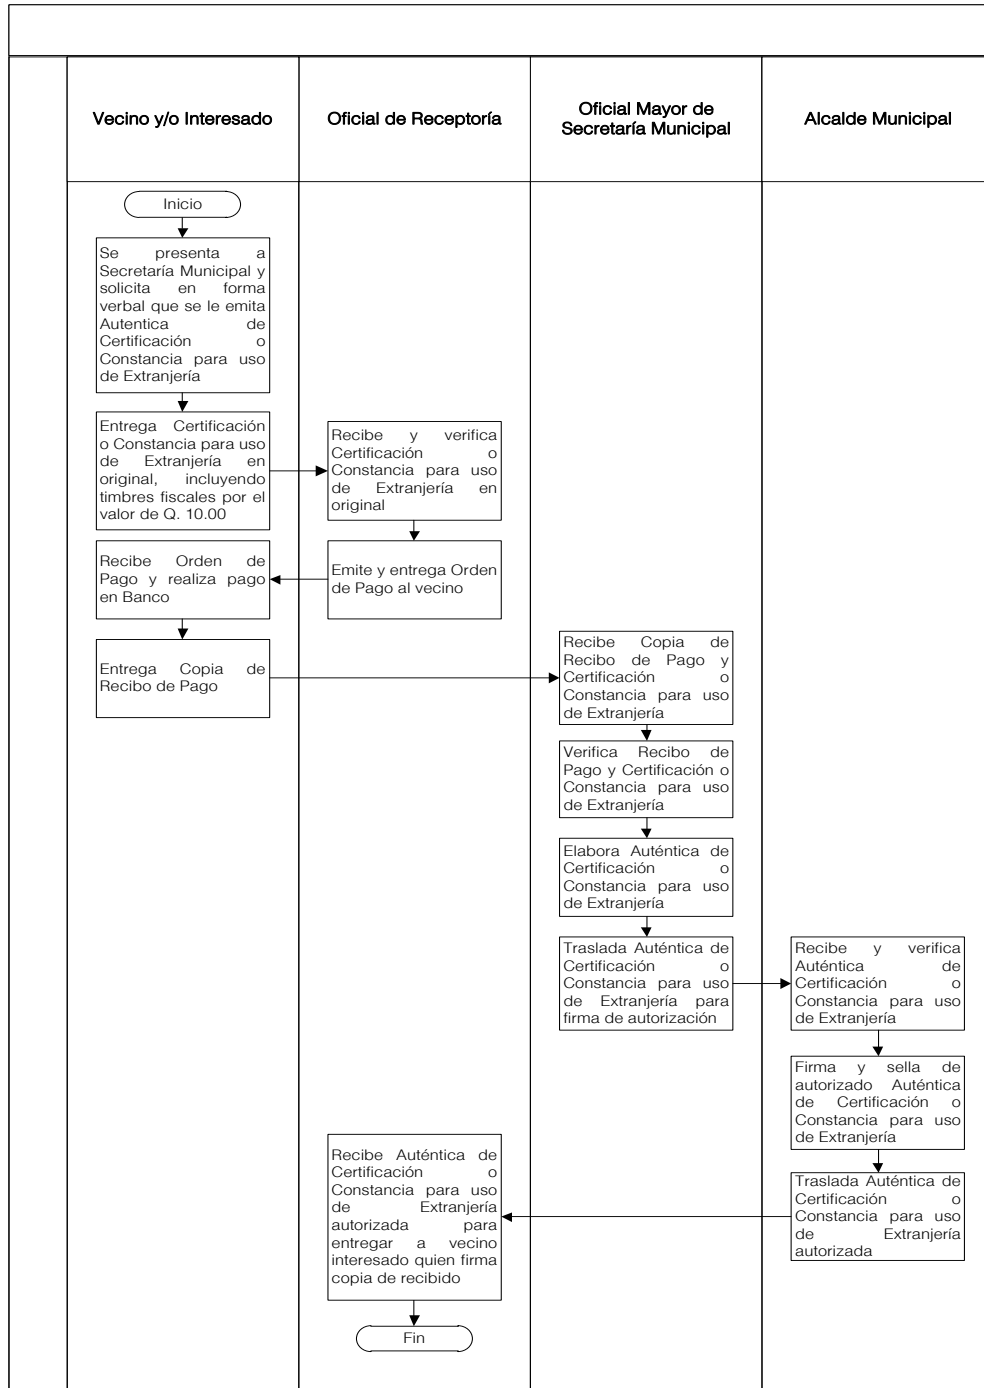 Vecino y/o Interesado
Oficial de Receptoría
Oficial Mayor de
Secretaría Municipal
Alcalde Municipal
Inicio
Se presenta a
Secretaría Municipal y
solicita en forma
verbal que se le emita
Autentica de
Certificación o
Constancia para uso
de Extranjería
Entrega Certificación
o Constancia para uso
de Extranjería en
original, incluyendo
timbres fiscales por el
valor de Q. 10.00
Recibe y verifica
Certificación o
Constancia para uso
de Extranjería en
original
Emite y entrega Orden
de Pago al vecino
Recibe Orden de
Pago y realiza pago
en Banco
Entrega Copia de
Recibo de Pago
Recibe Copia de
Recibo de Pago y
Certificación o
Constancia para uso
de Extranjería
Verifica Recibo de
Pago y Certificación o
Constancia para uso
de Extranjería
Elabora Auténtica de
Certificación o
Constancia para uso
de Extranjería
Traslada Auténtica de
Certificación o
Constancia para uso
de Extranjería para
firma de autorización
Recibe y verifica
Auténtica de
Certificación o
Constancia para uso
de Extranjería
Firma y sella de
autorizado Auténtica
de Certificación o
Constancia para uso
de Extranjería
Traslada Auténtica de
Certificación o
Constancia para uso
de Extranjería
autorizada
Recibe Auténtica de
Certificación o
Constancia para uso
de Extranjería
autorizada para
entregar a vecino
interesado quien firma
copia de recibido
Fin